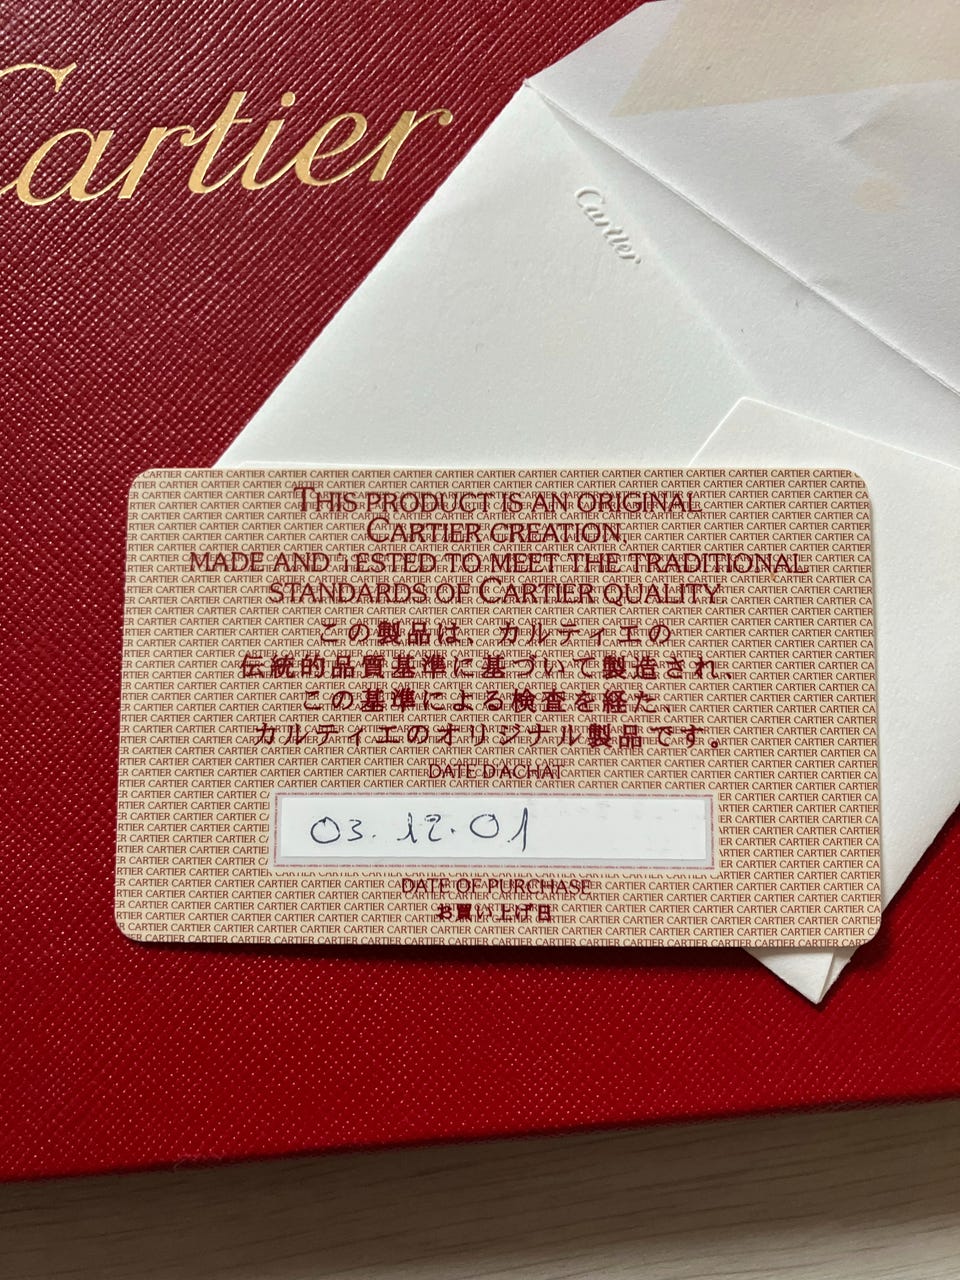 Cartier
Cartier
THIS PRODUCT IS AN ORIGINAL
CARTIER CREATION,
MADE AND TESTED TO MEET THE TRADITIONAL
STANDARDS OF CARTIER QUALITY
この製品は、カルティエの
伝統的品質基準に基づいて製造され、
この基準による検査を経た、
カルティエのオリジナル製品です。
DATE D'ACHAT
03.12.01
DATE OF PURCHASE
お買い上げ日